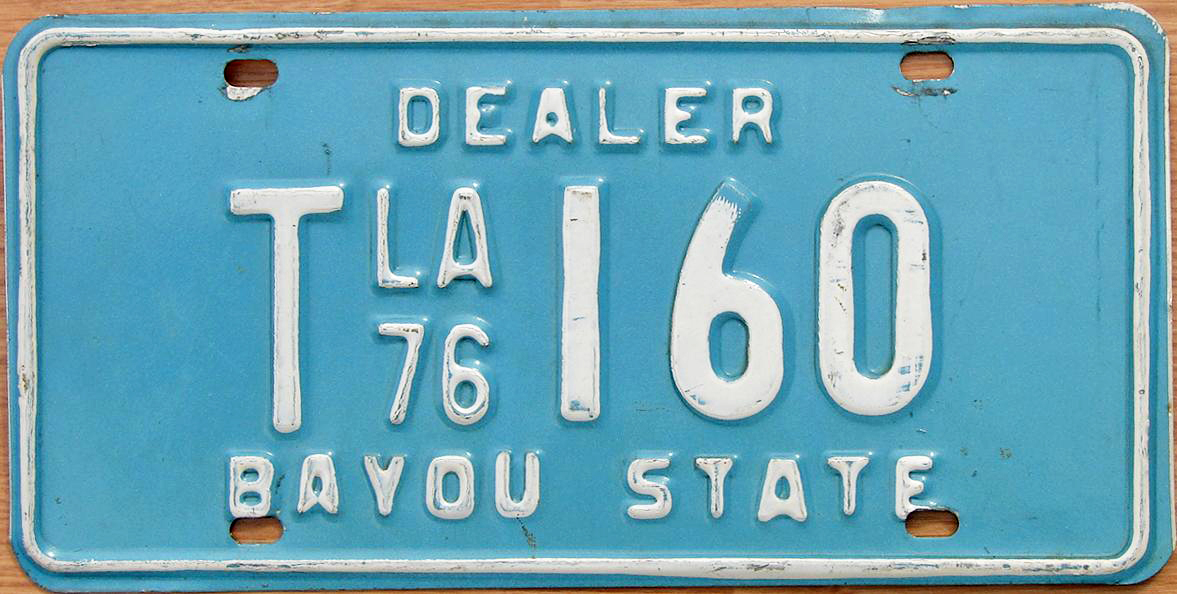 DEALER
T LA 76 160
BAYOU STATE